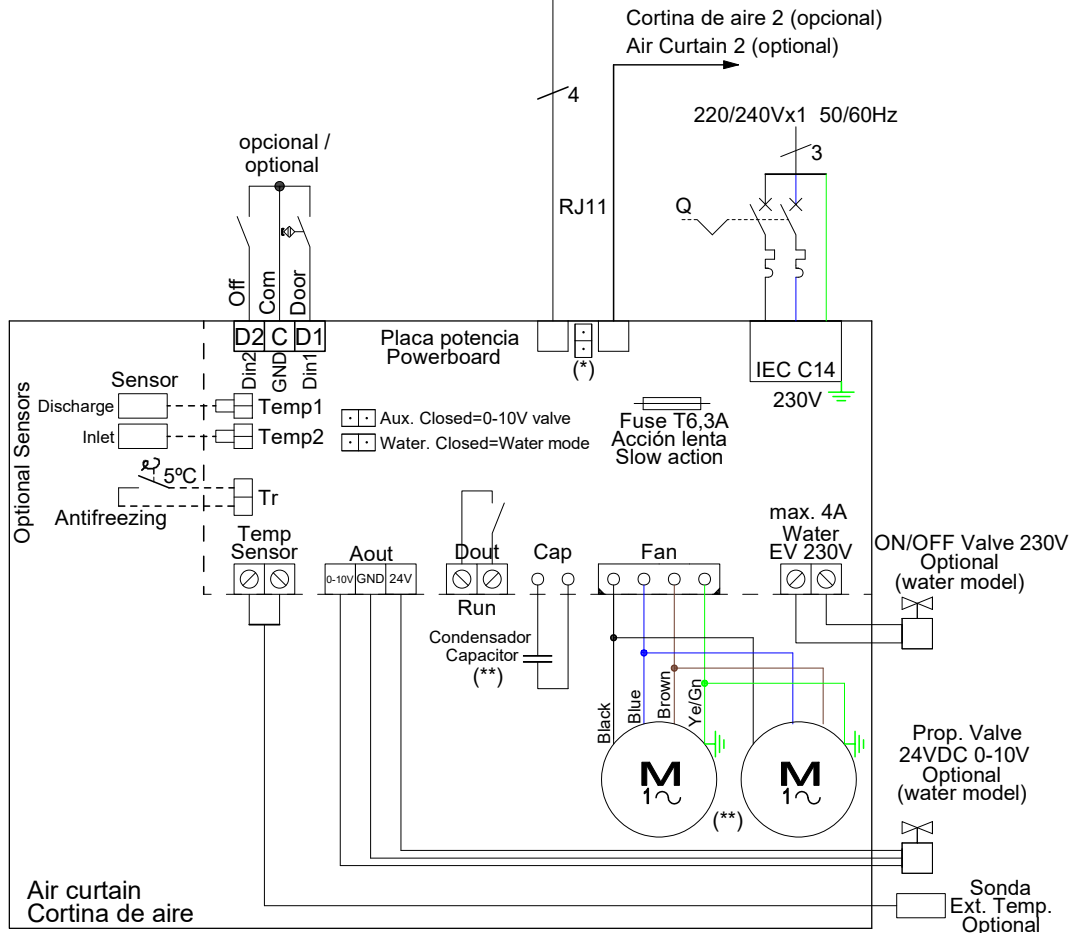 Cortina de aire 2 (opcional)
Air Curtain 2 (optional)
4
220/240Vx1 50/60Hz
3
opcional /
optional
RJ11
Q
Off
Com
Door
D2 C D1
Din2
GND
Din1
Placa potencia
Powerboard
(*)
IEC C14
230V
Optional Sensors
Sensor
Discharge
Temp1
Inlet
Temp2
Aux. Closed=0-10V valve
Water. Closed=Water mode
Fuse T6,3A
Acción lenta
Slow action
5ºC
Tr
Antifreezing
Temp
Sensor
Aout
0-10V GND 24V
Dout
Run
Cap
Fan
max. 4A
Water
EV 230V
ON/OFF Valve 230V
Optional
(water model)
Condensador
Capacitor
(**)
Black
Blue
Brown
Ye/Gn
M
1~
M
1~
(**)
Prop. Valve
24VDC 0-10V
Optional
(water model)
Air curtain
Cortina de aire
Sonda
Ext. Temp.
Optional